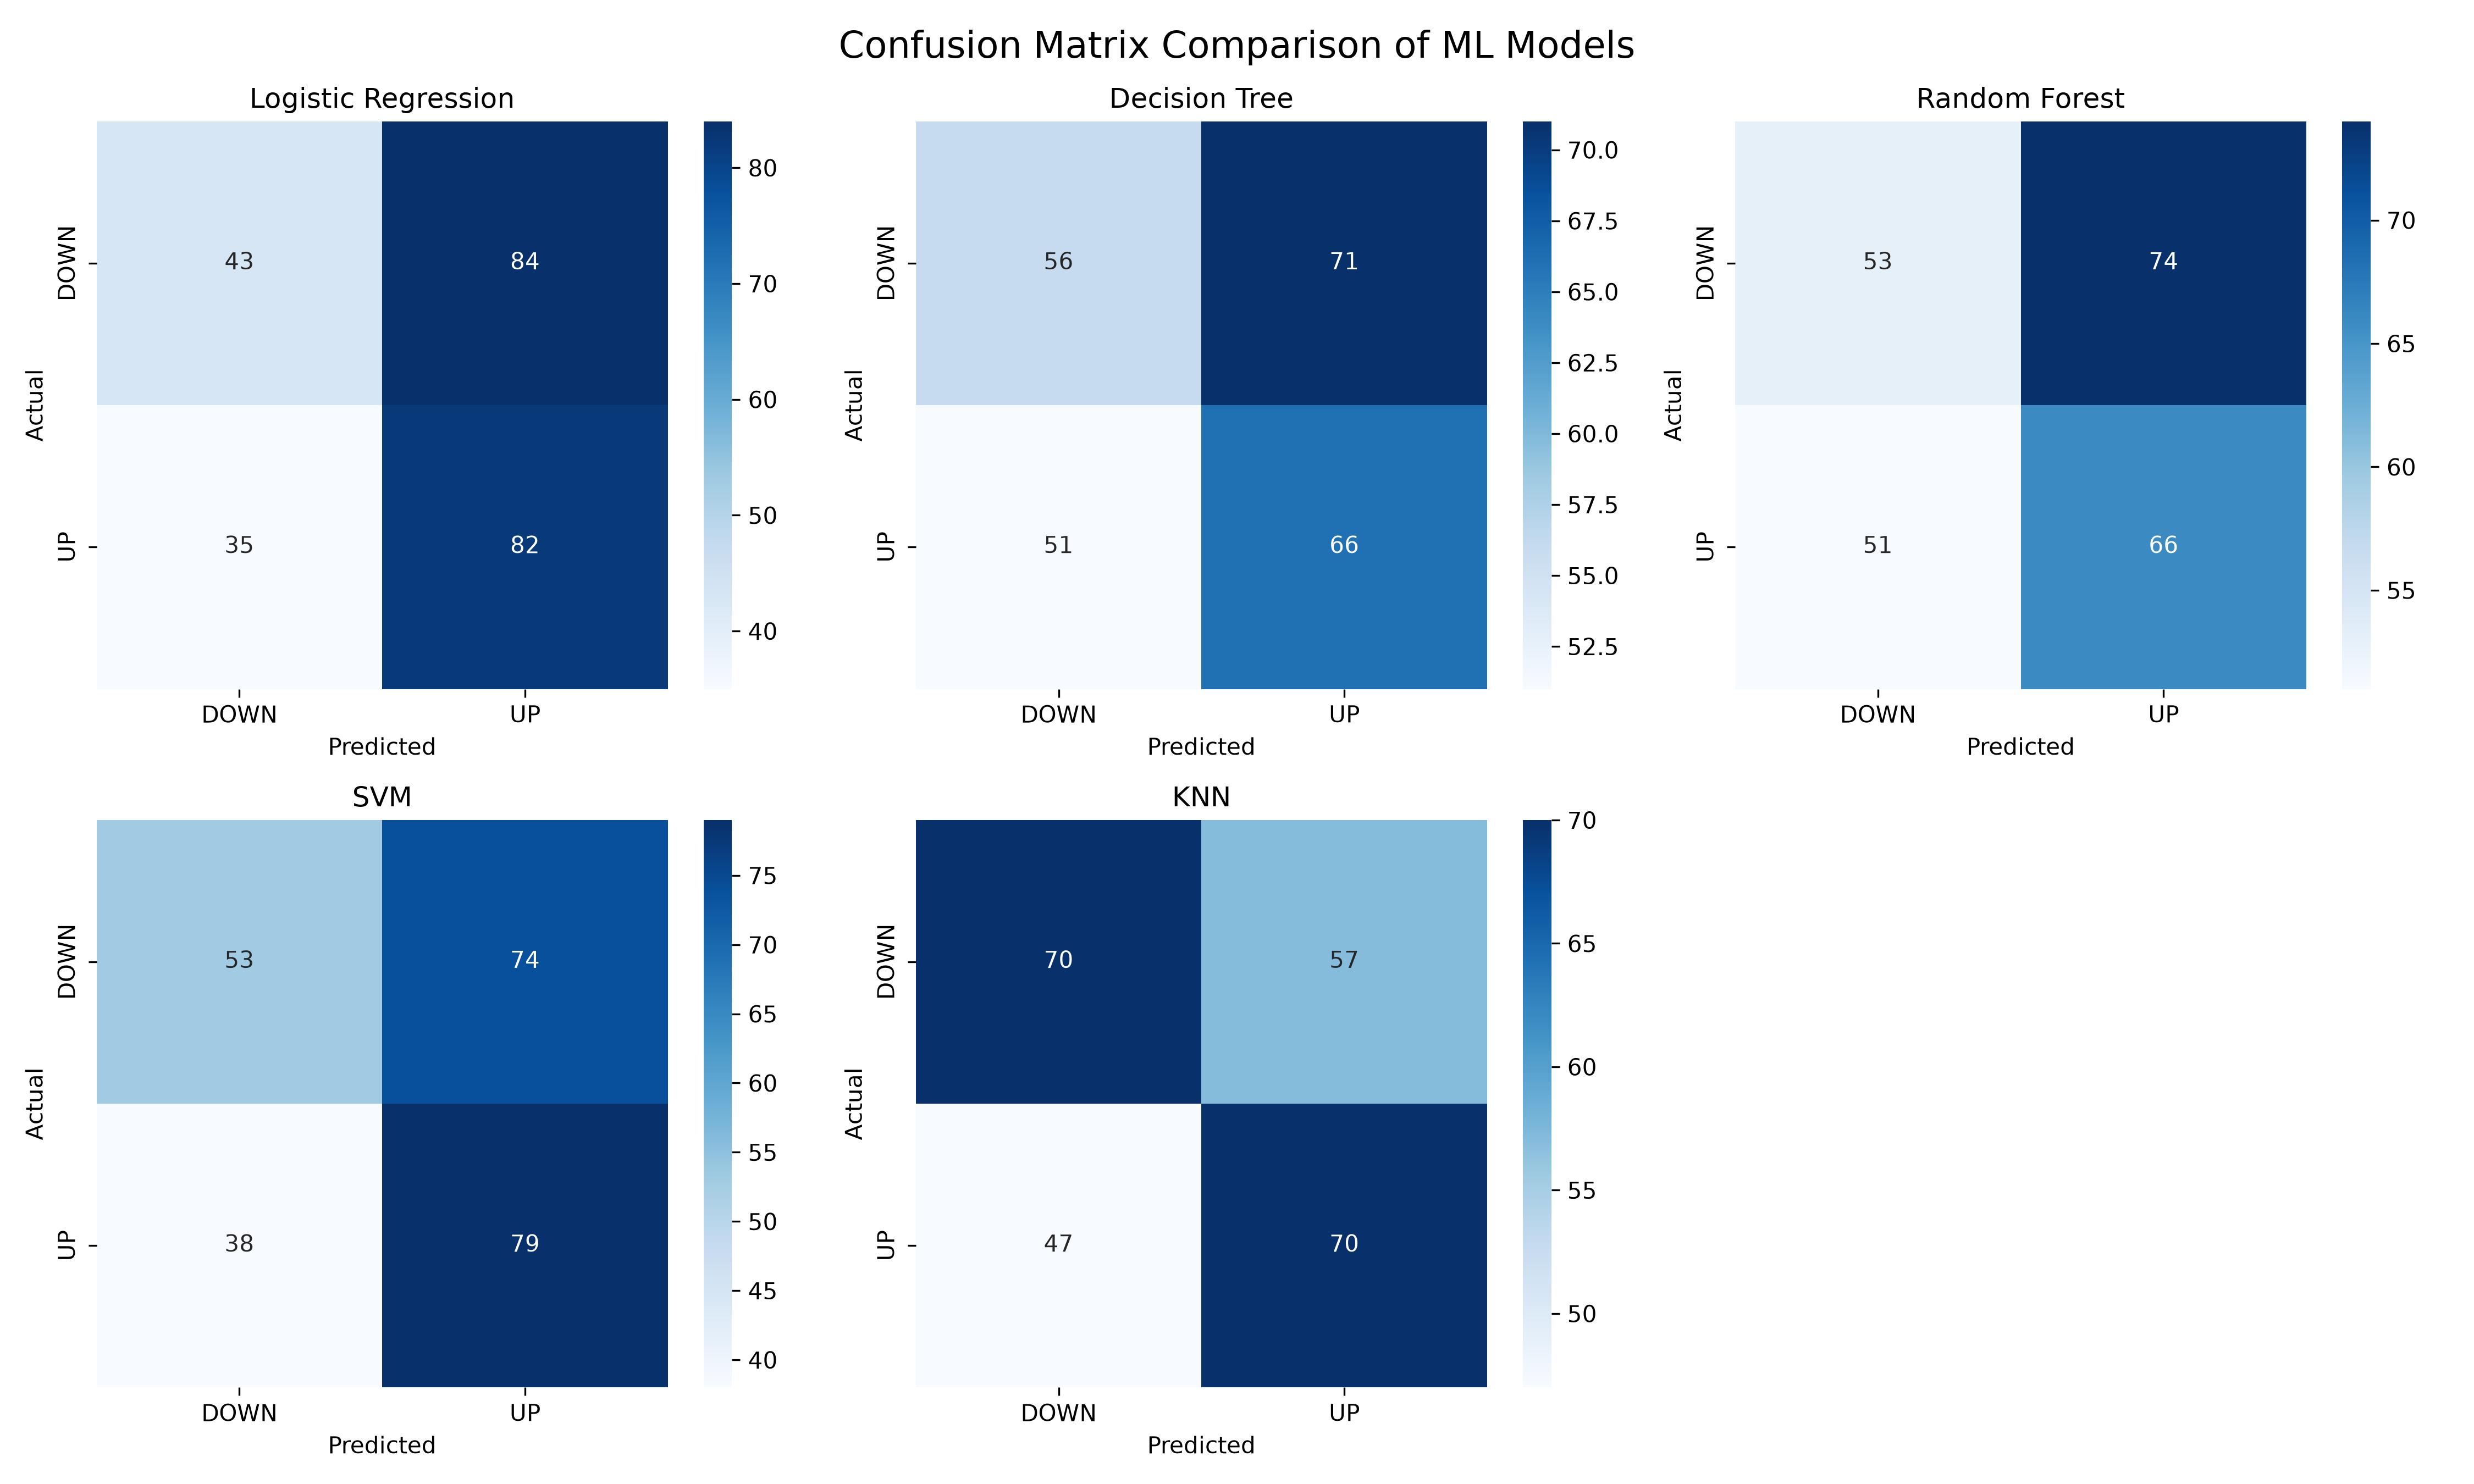 Confusion Matrix Comparison of ML Models
Logistic Regression
Actual
DOWN
UP
43
84
35
82
DOWN
UP
Predicted
80
70
60
50
40
Decision Tree
Actual
DOWN
UP
56
71
51
66
DOWN
UP
Predicted
70.0
67.5
65.0
62.5
60.0
57.5
55.0
52.5
Random Forest
Actual
DOWN
UP
53
74
51
66
DOWN
UP
Predicted
70
65
60
55
SVM
Actual
DOWN
UP
53
74
38
79
DOWN
UP
Predicted
75
70
65
60
55
50
45
40
KNN
Actual
DOWN
UP
70
57
47
70
DOWN
UP
Predicted
70
65
60
55
50